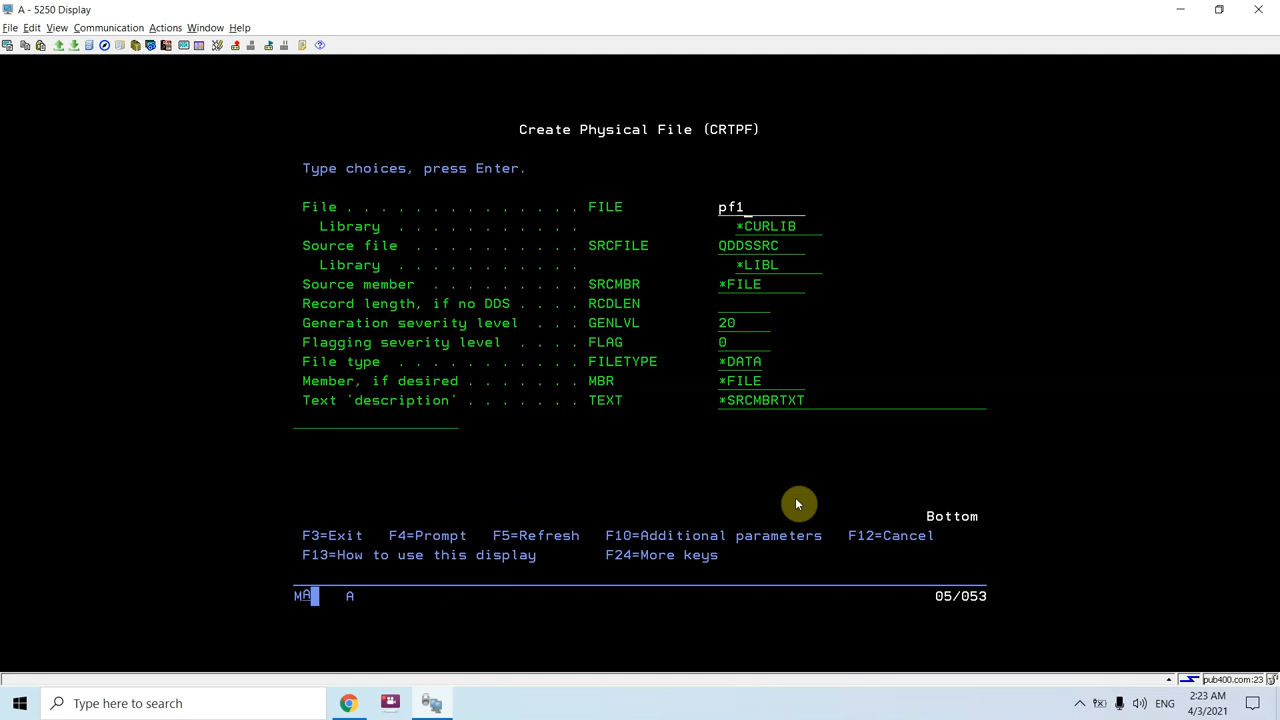 A - 5250 Display
File Edit View Communication Actions Window Help
Create Physical File (CRTPF)
Type choices, press Enter.
File . . . . . . . . . . . . . . FILE pf1
Library . . . . . . . . . . . *CURLIB
Source file . . . . . . . . . . SRCFILE QDDSSRC
Library . . . . . . . . . . . *LIBL
Source member . . . . . . . . . SRCMBR *FILE
Record length, if no DDS . . . . RCDLEN
Generation severity level . . . GENLVL 20
Flagging severity level . . . . FLAG 0
File type . . . . . . . . . . . FILETYPE *DATA
Member, if desired . . . . . . . MBR *FILE
Text 'description' . . . . . . . TEXT *SRCMBRTXT
Bottom
F3=Exit F4=Prompt F5=Refresh F10=Additional parameters F12=Cancel
F13=How to use this display F24=More keys
MA A 05/053
pub400.com:23
Type here to search
ENG
2:23 AM
4/3/2021